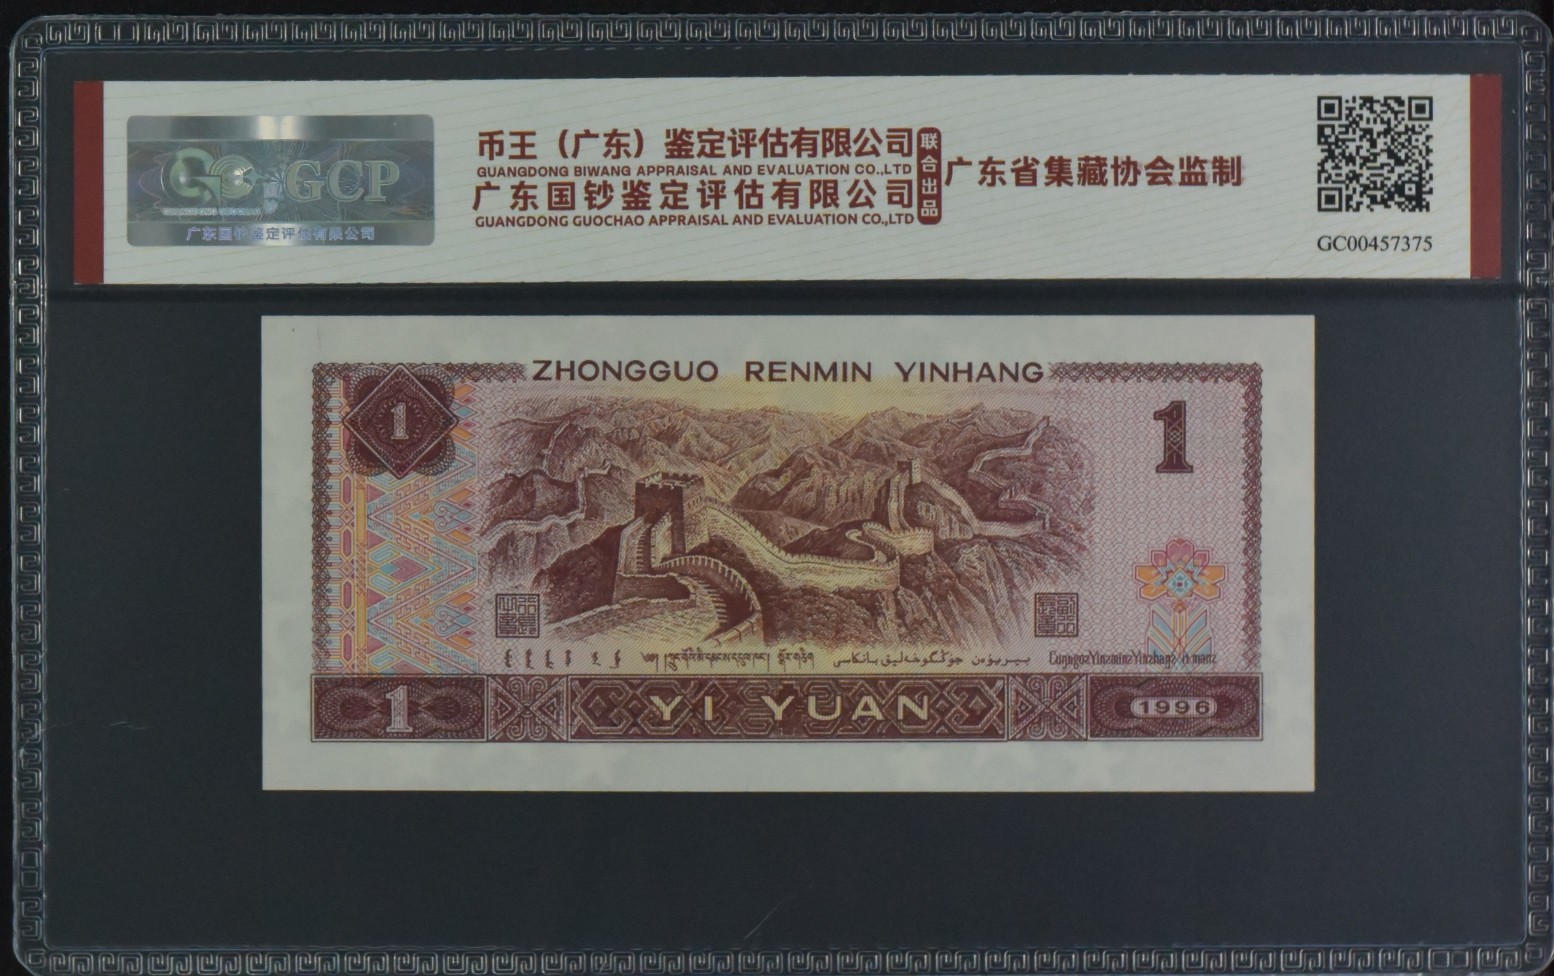 GCP
广东国钞鉴定评估有限公司
币王（广东）鉴定评估有限公司
GUANGDONG BIWANG APPRAISAL AND EVALUATION CO.,LTD
广东国钞鉴定评估有限公司
GUANGDONG GUOCHAO APPRAISAL AND EVALUATION CO.,LTD
联合出品
广东省集藏协会监制
GC00457375
ZHONGGUO RENMIN YINHANG
1
1
1
YI YUAN
1996